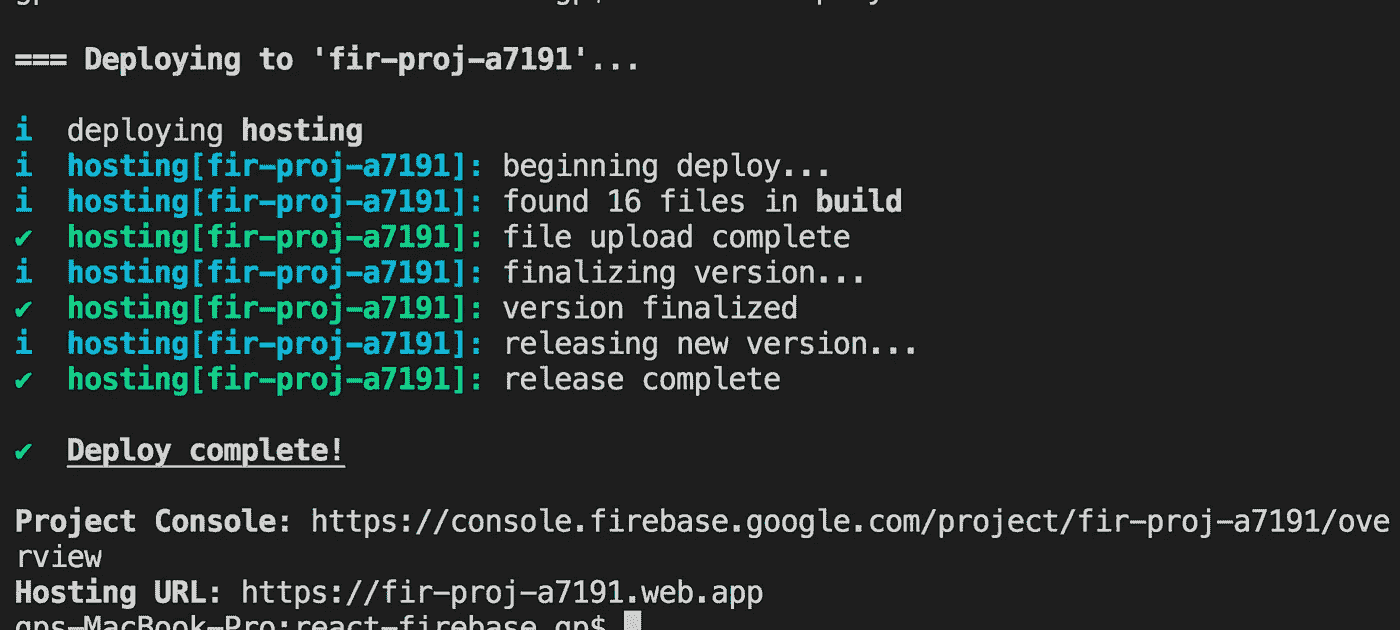 === Deploying to 'fir-proj-a7191'...
i deploying hosting
i hosting[fir-proj-a7191]: beginning deploy...
i hosting[fir-proj-a7191]: found 16 files in build
✔ hosting[fir-proj-a7191]: file upload complete
i hosting[fir-proj-a7191]: finalizing version...
✔ hosting[fir-proj-a7191]: version finalized
i hosting[fir-proj-a7191]: releasing new version...
✔ hosting[fir-proj-a7191]: release complete
✔ Deploy complete!
Project Console: https://console.firebase.google.com/project/fir-proj-a7191/ove
rview
Hosting URL: https://fir-proj-a7191.web.app
gps-MacBook-Pro:react-firebase gp$